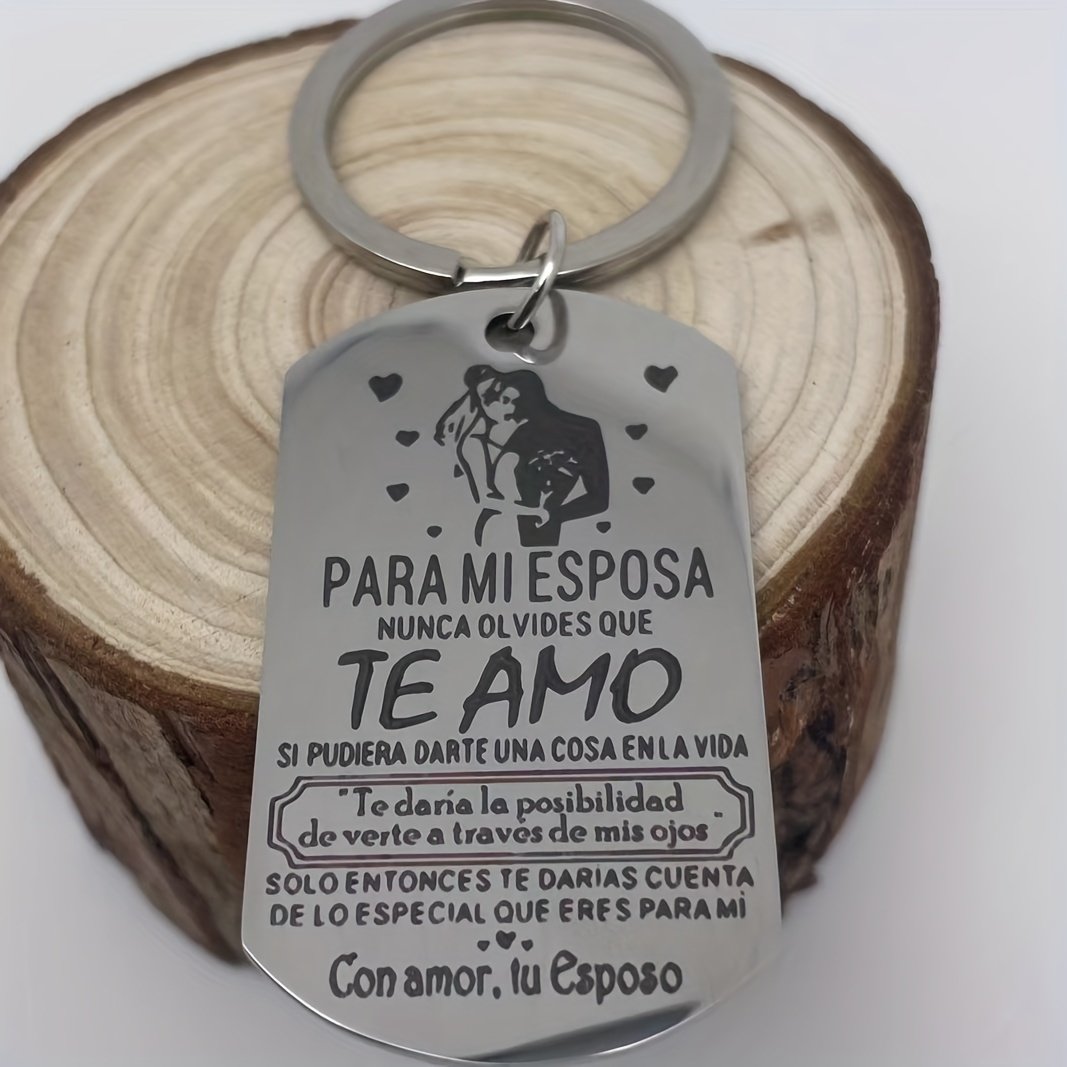 PARA MI ESPOSA
NUNCA OLVIDES QUE
TE AMO
SI PUDIERA DARTE UNA COSA EN LA VIDA
"Te daría la posibilidad
de verte a través de mis ojos"
SOLO ENTONCES TE DARÍAS CUENTA
DE LO ESPECIAL QUE ERES PARA MÍ
Con amor, tu Esposo